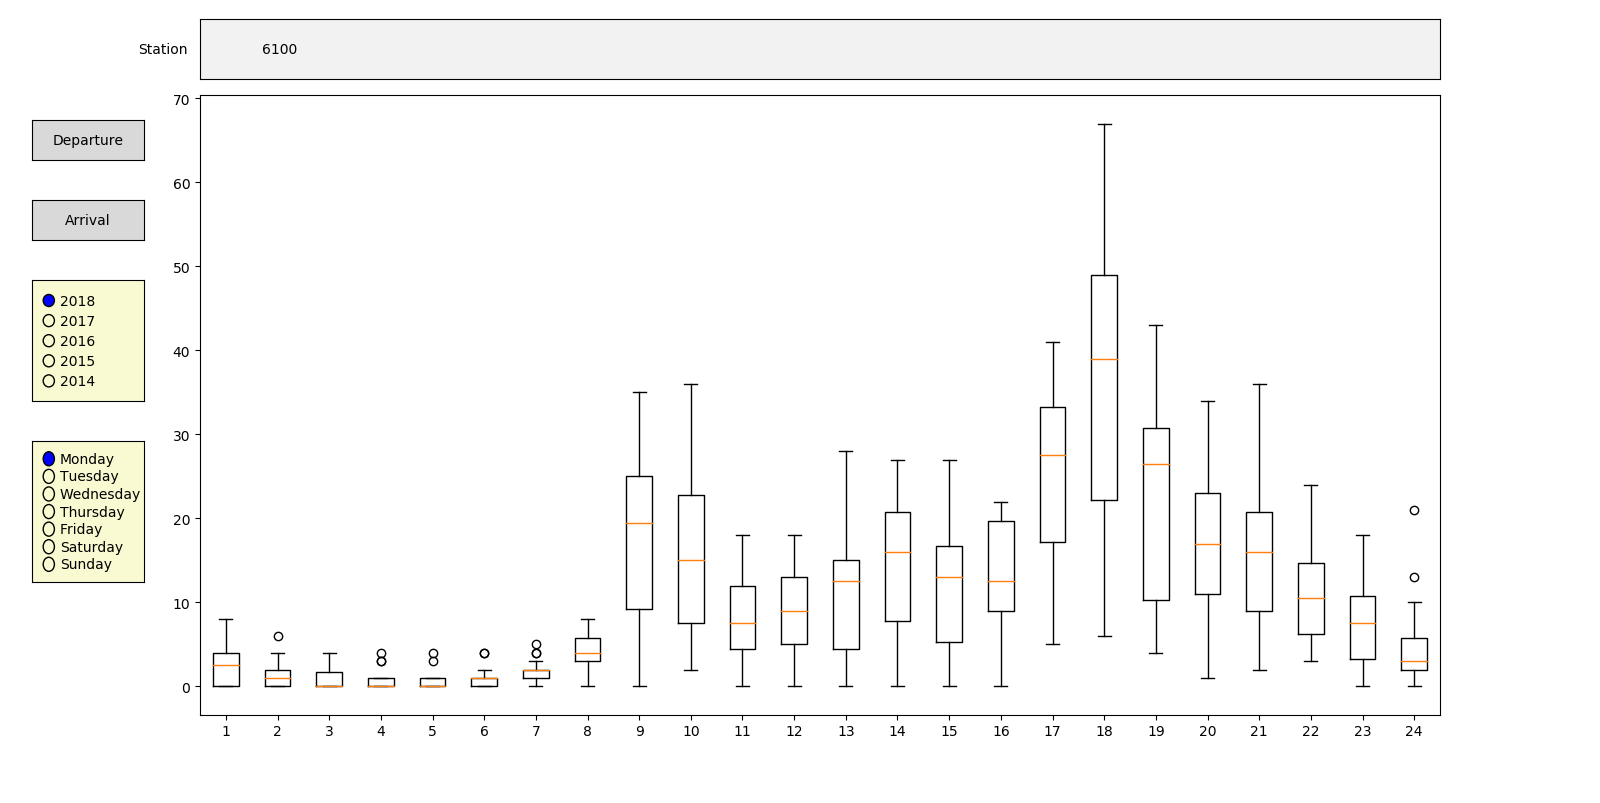 Station 6100
Departure
Arrival
2018
2017
2016
2015
2014
Monday
Tuesday
Wednesday
Thursday
Friday
Saturday
Sunday
70
60
50
40
30
20
10
0
1 2 3 4 5 6 7 8 9 10 11 12 13 14 15 16 17 18 19 20 21 22 23 24